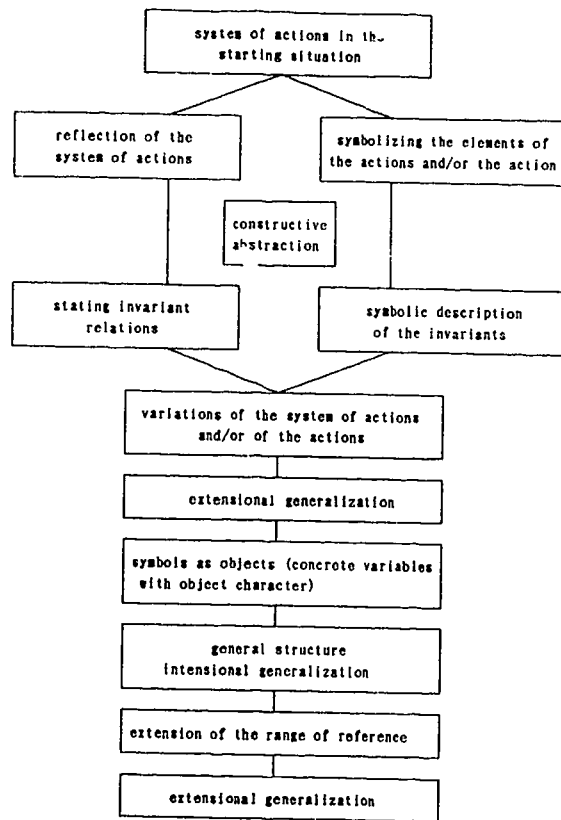 system of actions in the
starting situation
reflection of the
system of actions
symbolizing the elements of
the actions and/or the action
constructive
abstraction
stating invariant
relations
symbolic description
of the invariants
variations of the system of actions
and/or of the actions
extensional generalization
symbols as objects (concrete variables
with object character)
general structure
intensional generalization
extension of the range of reference
extensional generalization